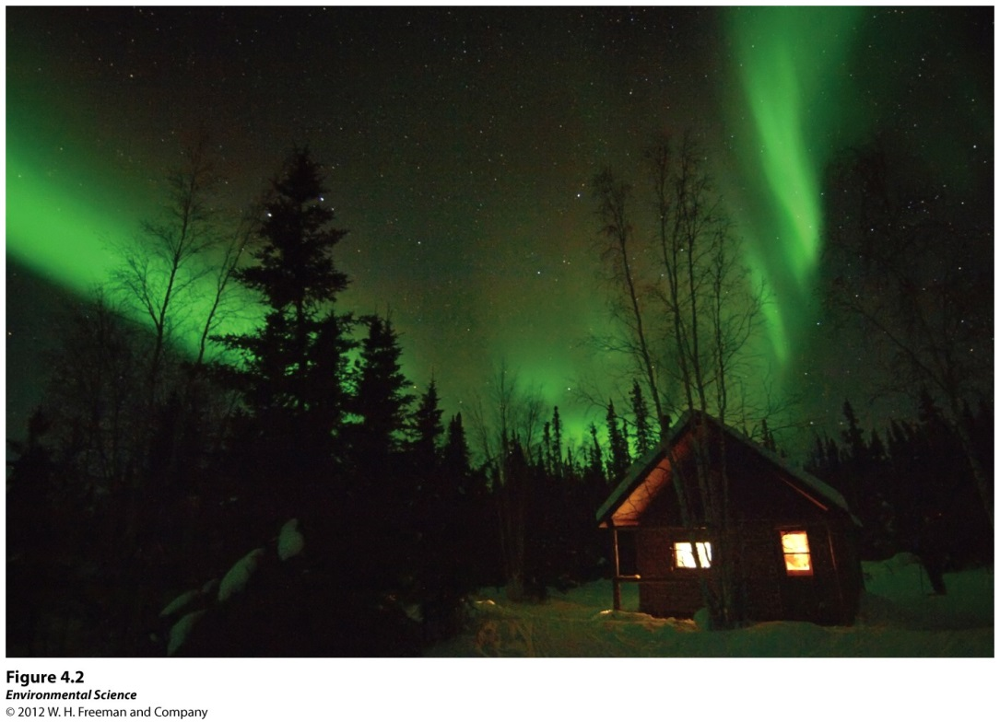 Figure 4.2
Environmental Science
© 2012 W. H. Freeman and Company